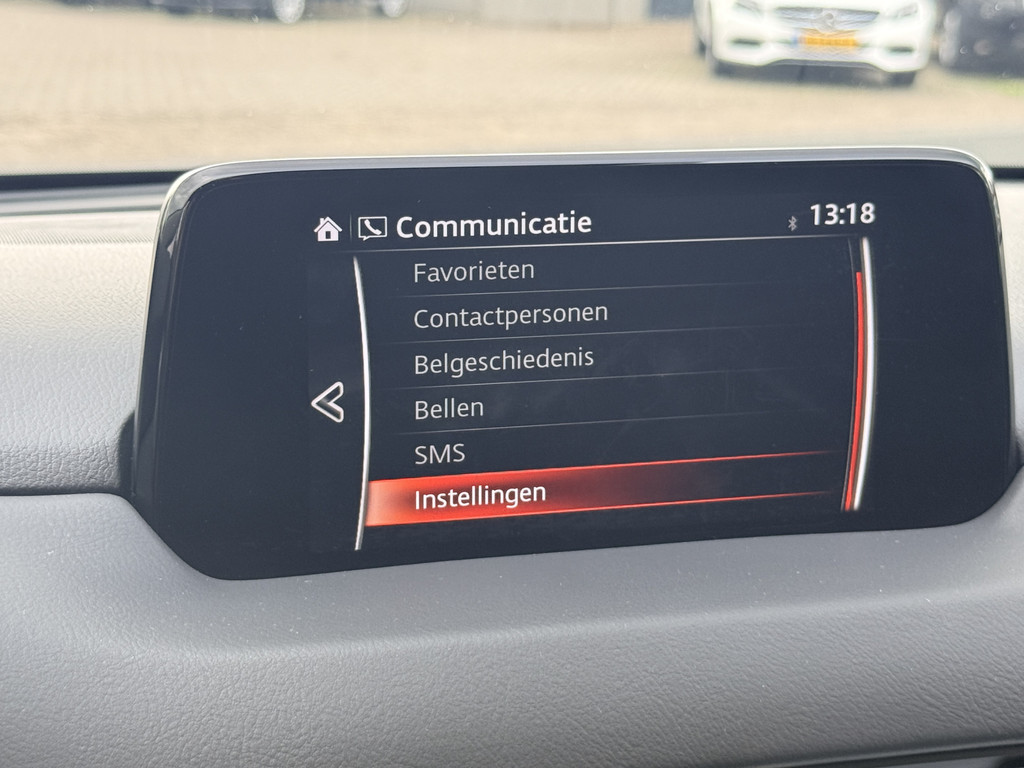 Communicatie
13:18
Favorieten
Contactpersonen
Belgeschiedenis
Bellen
SMS
Instellingen